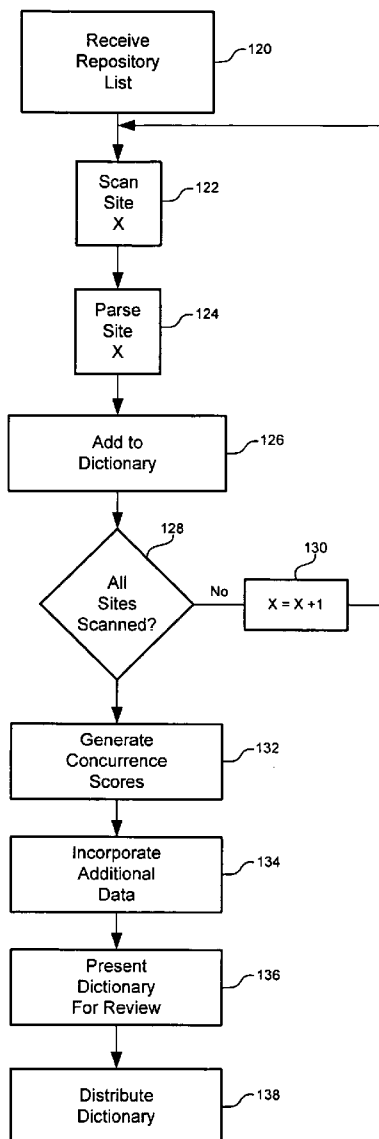 Receive
Repository
List
120
Scan
Site
X
122
Parse
Site
X
124
Add to
Dictionary
126
128
All
Sites
Scanned?
No
130
X = X +1
Generate
Concurrence
Scores
132
Incorporate
Additional
Data
134
Present
Dictionary
For Review
136
Distribute
Dictionary
138